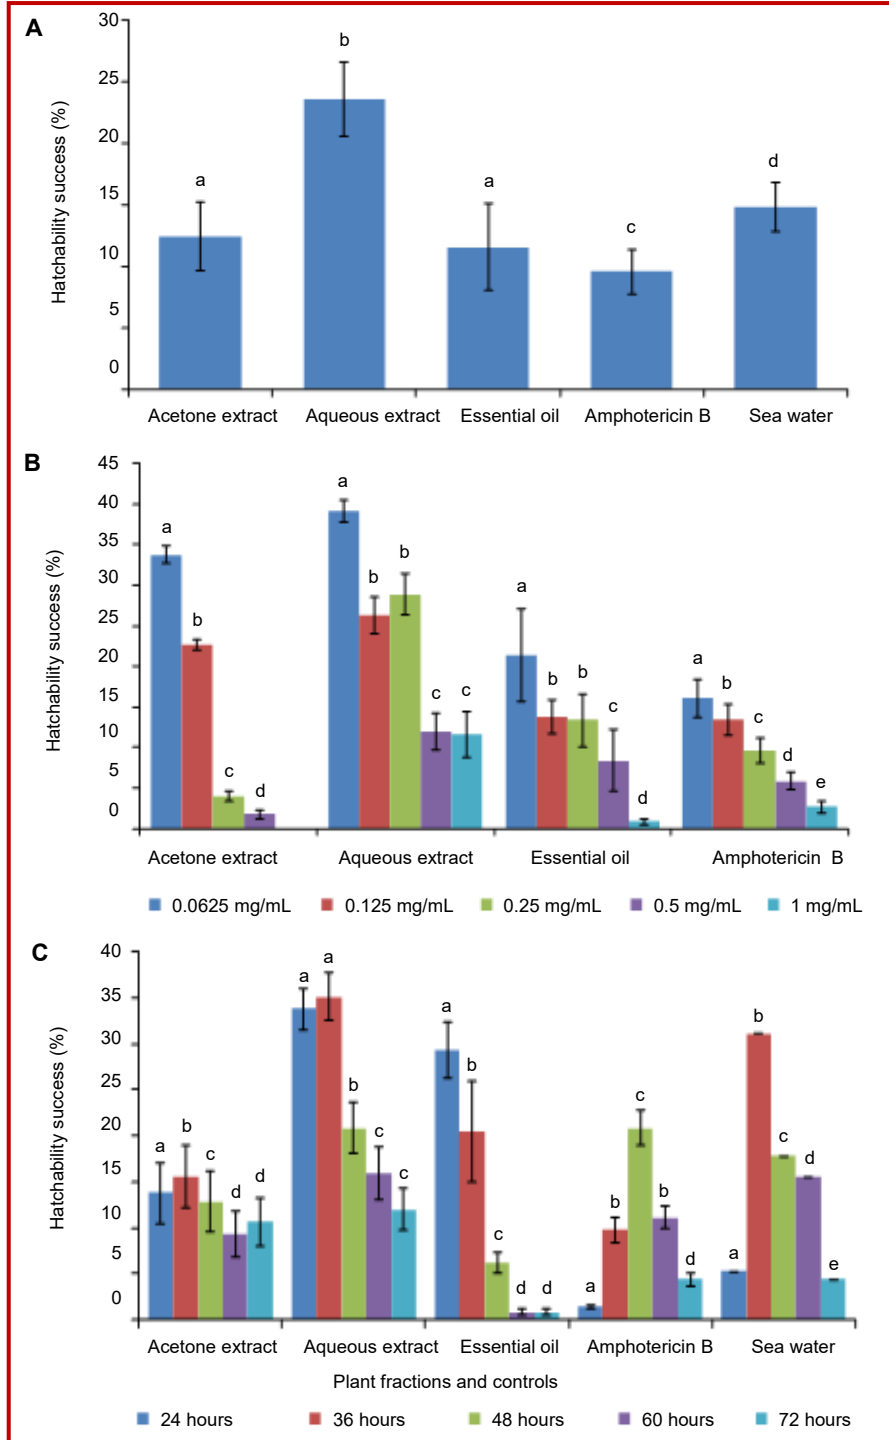 A
Hatchability success (%)
30
25
20
15
10
5
0
a
b
a
c
d
Acetone extract Aqueous extract Essential oil Amphotericin B Sea water
B
Hatchability success (%)
45
40
35
30
25
20
15
10
5
0
a b c d
a b b c c
a b b c d
a b c d e
Acetone extract Aqueous extract Essential oil Amphotericin B
0.0625 mg/mL 0.125 mg/mL 0.25 mg/mL 0.5 mg/mL 1 mg/mL
C
Hatchability success (%)
40
35
30
25
20
15
10
5
0
a b c d d
a a b c c
a b c d d
a b c b d
a b c d e
Acetone extract Aqueous extract Essential oil Amphotericin B Sea water
Plant fractions and controls
24 hours 36 hours 48 hours 60 hours 72 hours